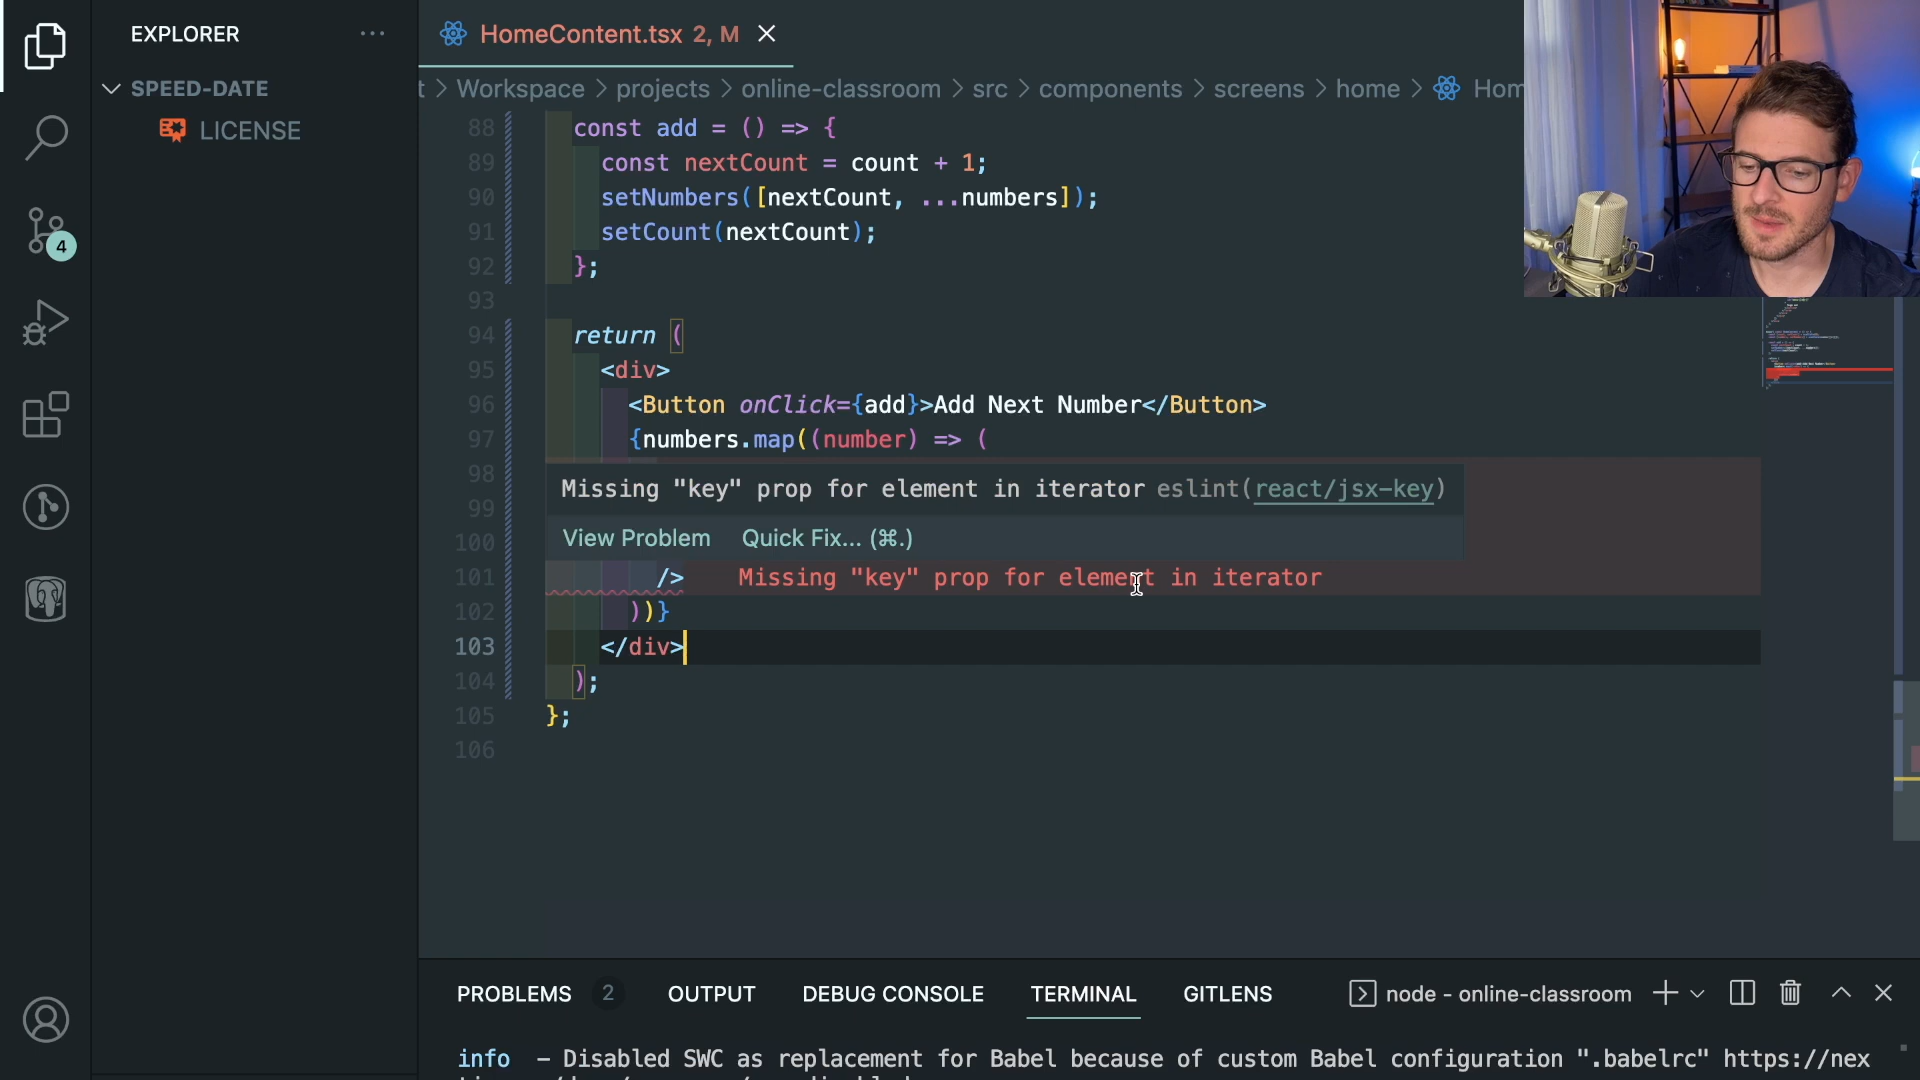 EXPLORER
SPEED-DATE
LICENSE
4
HomeContent.tsx 2, M
Workspace > projects > online-classroom > src > components > screens > home > Hom
88 const add = () => {
89 const nextCount = count + 1;
90 setNumbers([nextCount, ...numbers]);
91 setCount(nextCount);
92 };
93
94 return (
95 <div>
96 <Button onClick={add}>Add Next Number</Button>
97 {numbers.map((number) => (
98
Missing "key" prop for element in iterator eslint(react/jsx-key)
99
View Problem Quick Fix... (⌘.)
100
101 /> Missing "key" prop for element in iterator
102 ))}
103 </div>
104 );
105 };
106
PROBLEMS 2 OUTPUT DEBUG CONSOLE TERMINAL GITLENS node - online-classroom
info - Disabled SWC as replacement for Babel because of custom Babel configuration ".babelrc" https://nex